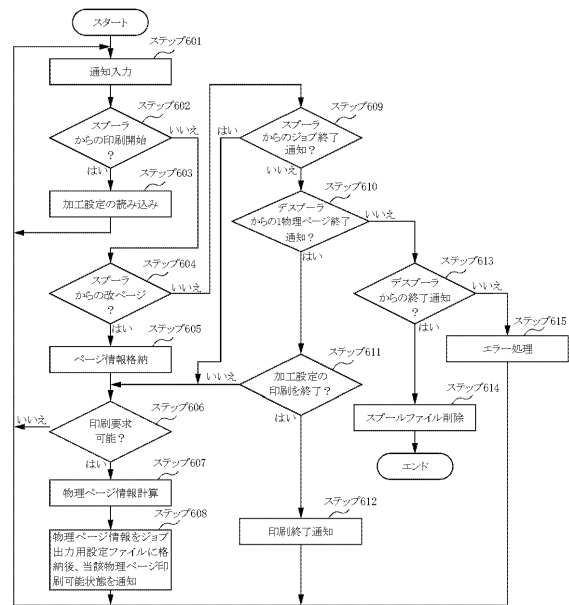 スタート
ステップ601
通知入力
ステップ602
スプーラ
からの印刷開始
?
いいえ
はい
ステップ603
加工設定の読み込み
ステップ604
スプーラ
からの改ページ
?
いいえ
はい
ステップ605
ページ情報格納
ステップ606
印刷要求
可能?
いいえ
はい
ステップ607
物理ページ情報計算
ステップ608
物理ページ情報をジョブ
出力用設定ファイルに格
納後、当該物理ページ印
刷可能状態を通知
ステップ609
スプーラ
からのジョブ終了
通知?
はい
いいえ
ステップ610
デスプーラ
からの1物理ページ終了
通知?
いいえ
はい
ステップ611
加工設定の
印刷を終了?
いいえ
はい
ステップ612
印刷終了通知
ステップ613
デスプーラ
からの終了通知
?
いいえ
はい
ステップ614
スプールファイル削除
エンド
ステップ615
エラー処理